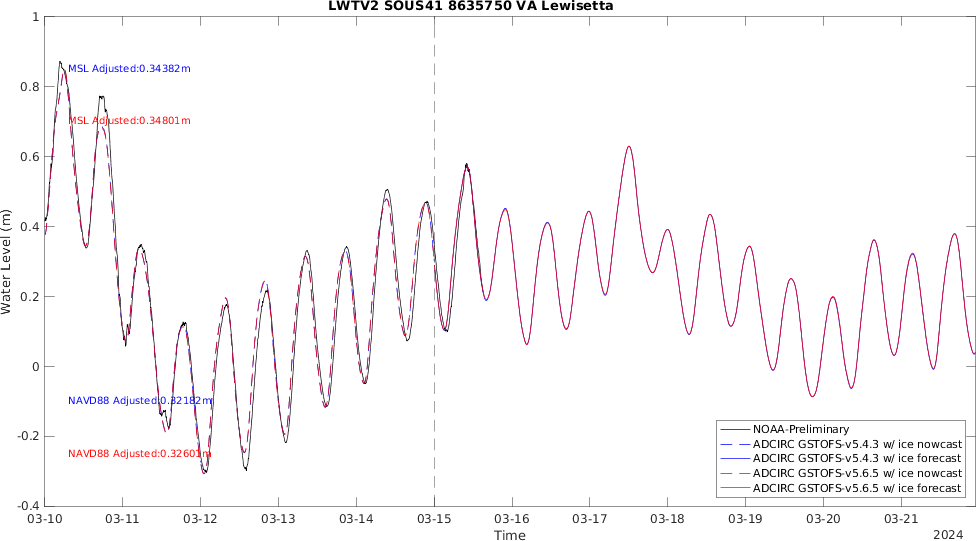 LWTV2 SOUS41 8635750 VA Lewisetta
1
0.8
0.6
0.4
0.2
0
-0.2
-0.4
Water Level (m)
MSL Adjusted:0.34382m
MSL Adjusted:0.34801m
NAVD88 Adjusted:0.32182m
NAVD88 Adjusted:0.32601m
NOAA-Preliminary
ADCIRC GSTOFS-v5.4.3 w/ ice nowcast
ADCIRC GSTOFS-v5.4.3 w/ ice forecast
ADCIRC GSTOFS-v5.6.5 w/ ice nowcast
ADCIRC GSTOFS-v5.6.5 w/ ice forecast
03-10 03-11 03-12 03-13 03-14 03-15 03-16 03-17 03-18 03-19 03-20 03-21
Time
2024